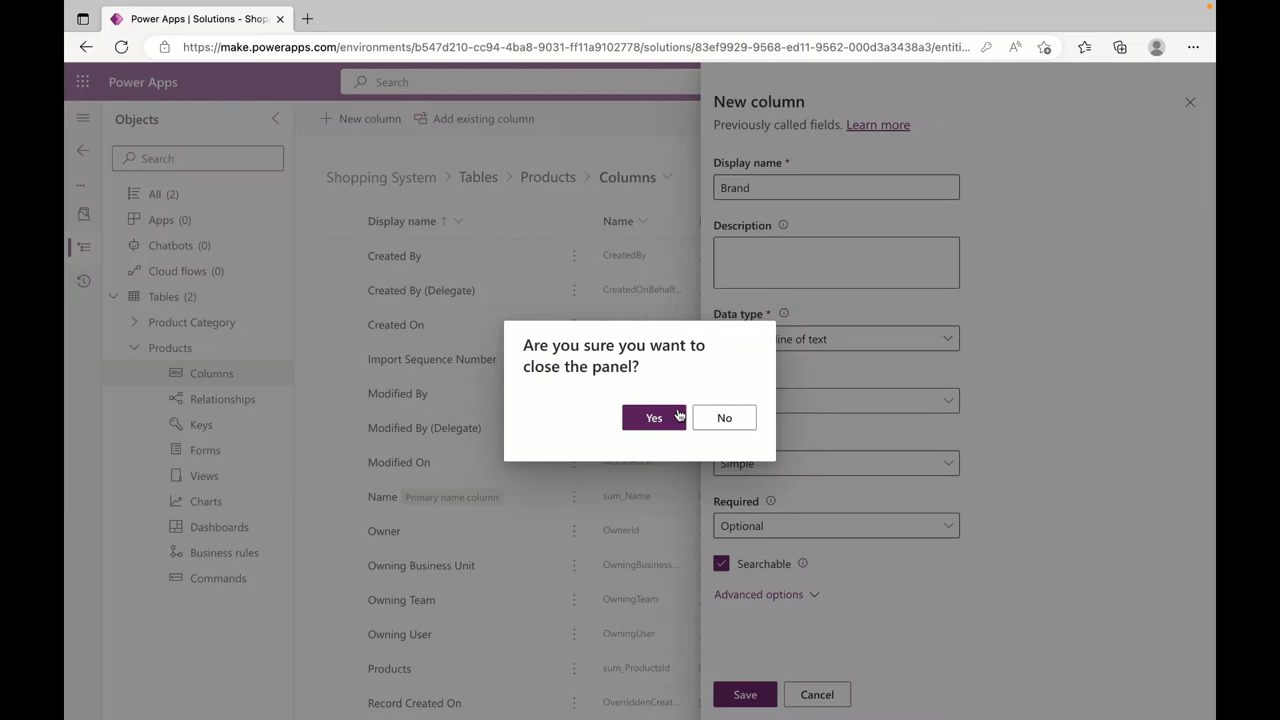 Power Apps | Solutions - Shop
https://make.powerapps.com/environments/b547d210-cc94-4ba8-9031-ff11a9102778/solutions/83ef9929-9568-ed11-9562-000d3a3438a3/entiti...
Power Apps
Search
Objects
New column
Add existing column
Search
Shopping System > Tables > Products > Columns
All (2)
Apps (0)
Chatbots (0)
Cloud flows (0)
Tables (2)
Product Category
Products
Columns
Relationships
Keys
Forms
Views
Charts
Dashboards
Business rules
Commands
Display name ↑
Name
Created By
CreatedBy
Created By (Delegate)
CreatedOnBehalf...
Created On
Import Sequence Number
Modified By
Modified By (Delegate)
Modified On
Name Primary name column
sum_Name
Owner
OwnerId
Owning Business Unit
OwningBusiness...
Owning Team
OwningTeam
Owning User
OwningUser
Products
sum_ProductsId
Record Created On
OverriddenCreat...
New column
Previously called fields. Learn more
Display name *
Brand
Description
Data type *
line of text
Simple
Required
Optional
Searchable
Advanced options
Save
Cancel
Are you sure you want to
close the panel?
Yes
No